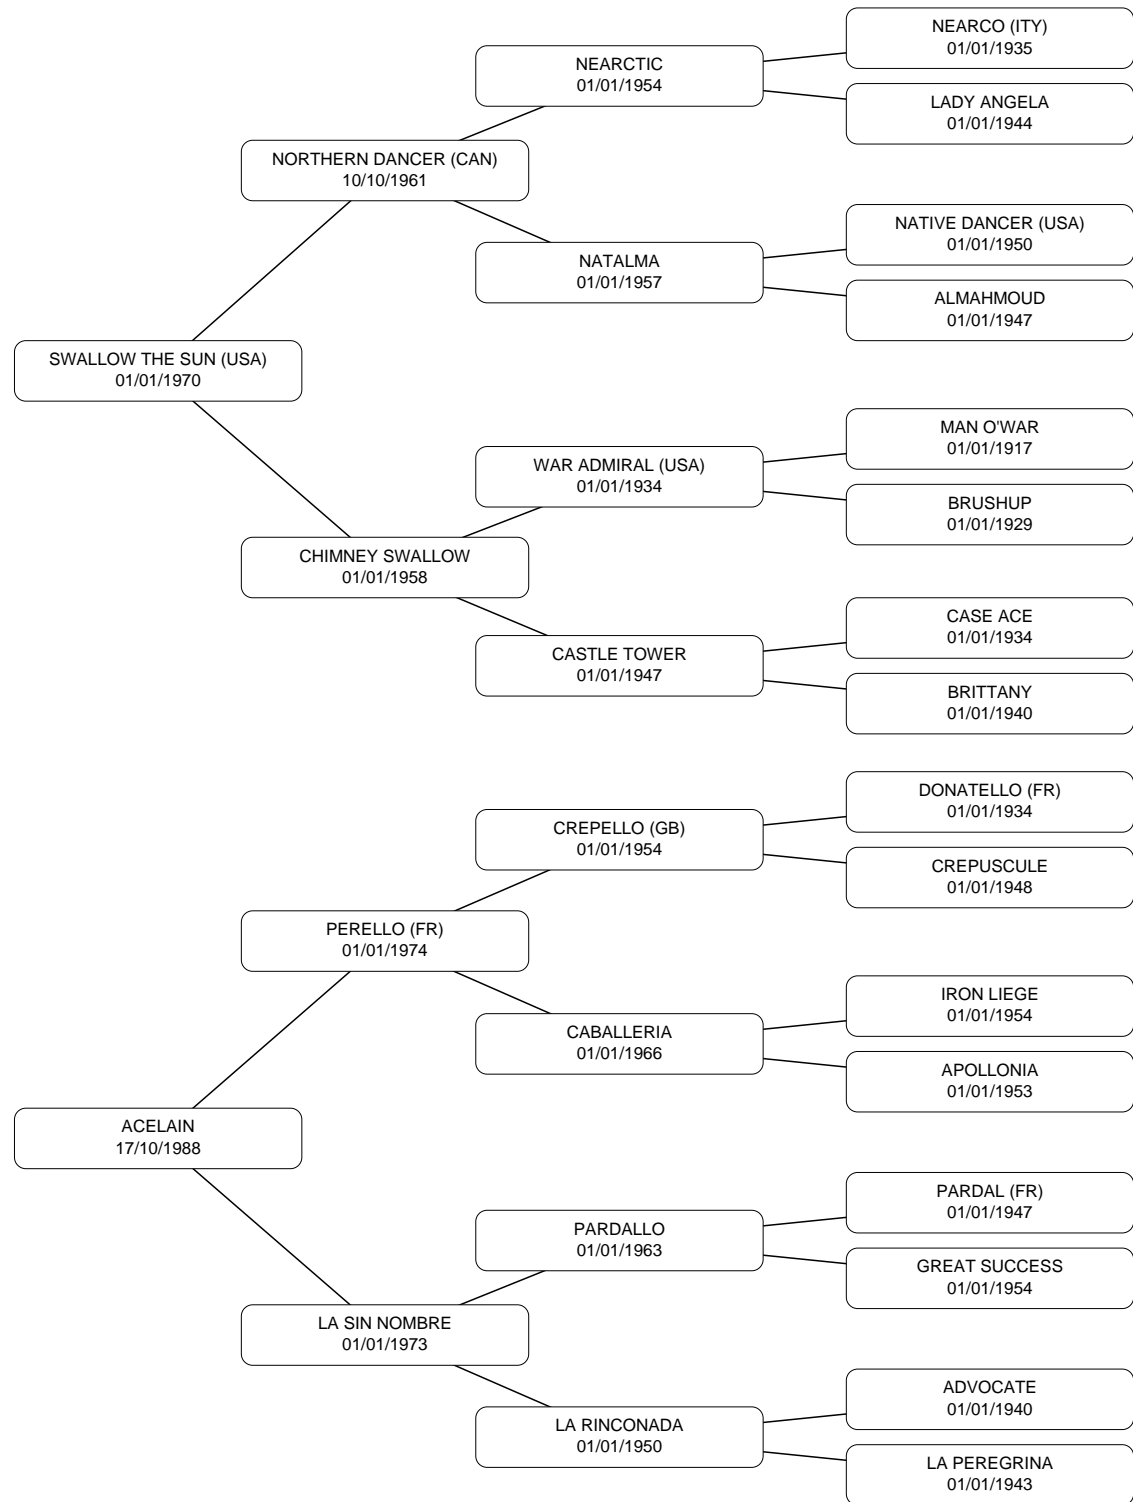 NEARCO (ITY)
01/01/1935
NEARCTIC
01/01/1954
LADY ANGELA
01/01/1944
NORTHERN DANCER (CAN)
10/10/1961
NATIVE DANCER (USA)
01/01/1950
NATALMA
01/01/1957
ALMAHMOUD
01/01/1947
SWALLOW THE SUN (USA)
01/01/1970
MAN O'WAR
01/01/1917
WAR ADMIRAL (USA)
01/01/1934
BRUSHUP
01/01/1929
CHIMNEY SWALLOW
01/01/1958
CASE ACE
01/01/1934
CASTLE TOWER
01/01/1947
BRITTANY
01/01/1940
DONATELLO (FR)
01/01/1934
CREPELLO (GB)
01/01/1954
CREPUSCULE
01/01/1948
PERELLO (FR)
01/01/1974
IRON LIEGE
01/01/1954
CABALLERIA
01/01/1966
APOLLONIA
01/01/1953
ACELAIN
17/10/1988
PARDAL (FR)
01/01/1947
PARDALLO
01/01/1963
GREAT SUCCESS
01/01/1954
LA SIN NOMBRE
01/01/1973
ADVOCATE
01/01/1940
LA RINCONADA
01/01/1950
LA PEREGRINA
01/01/1943